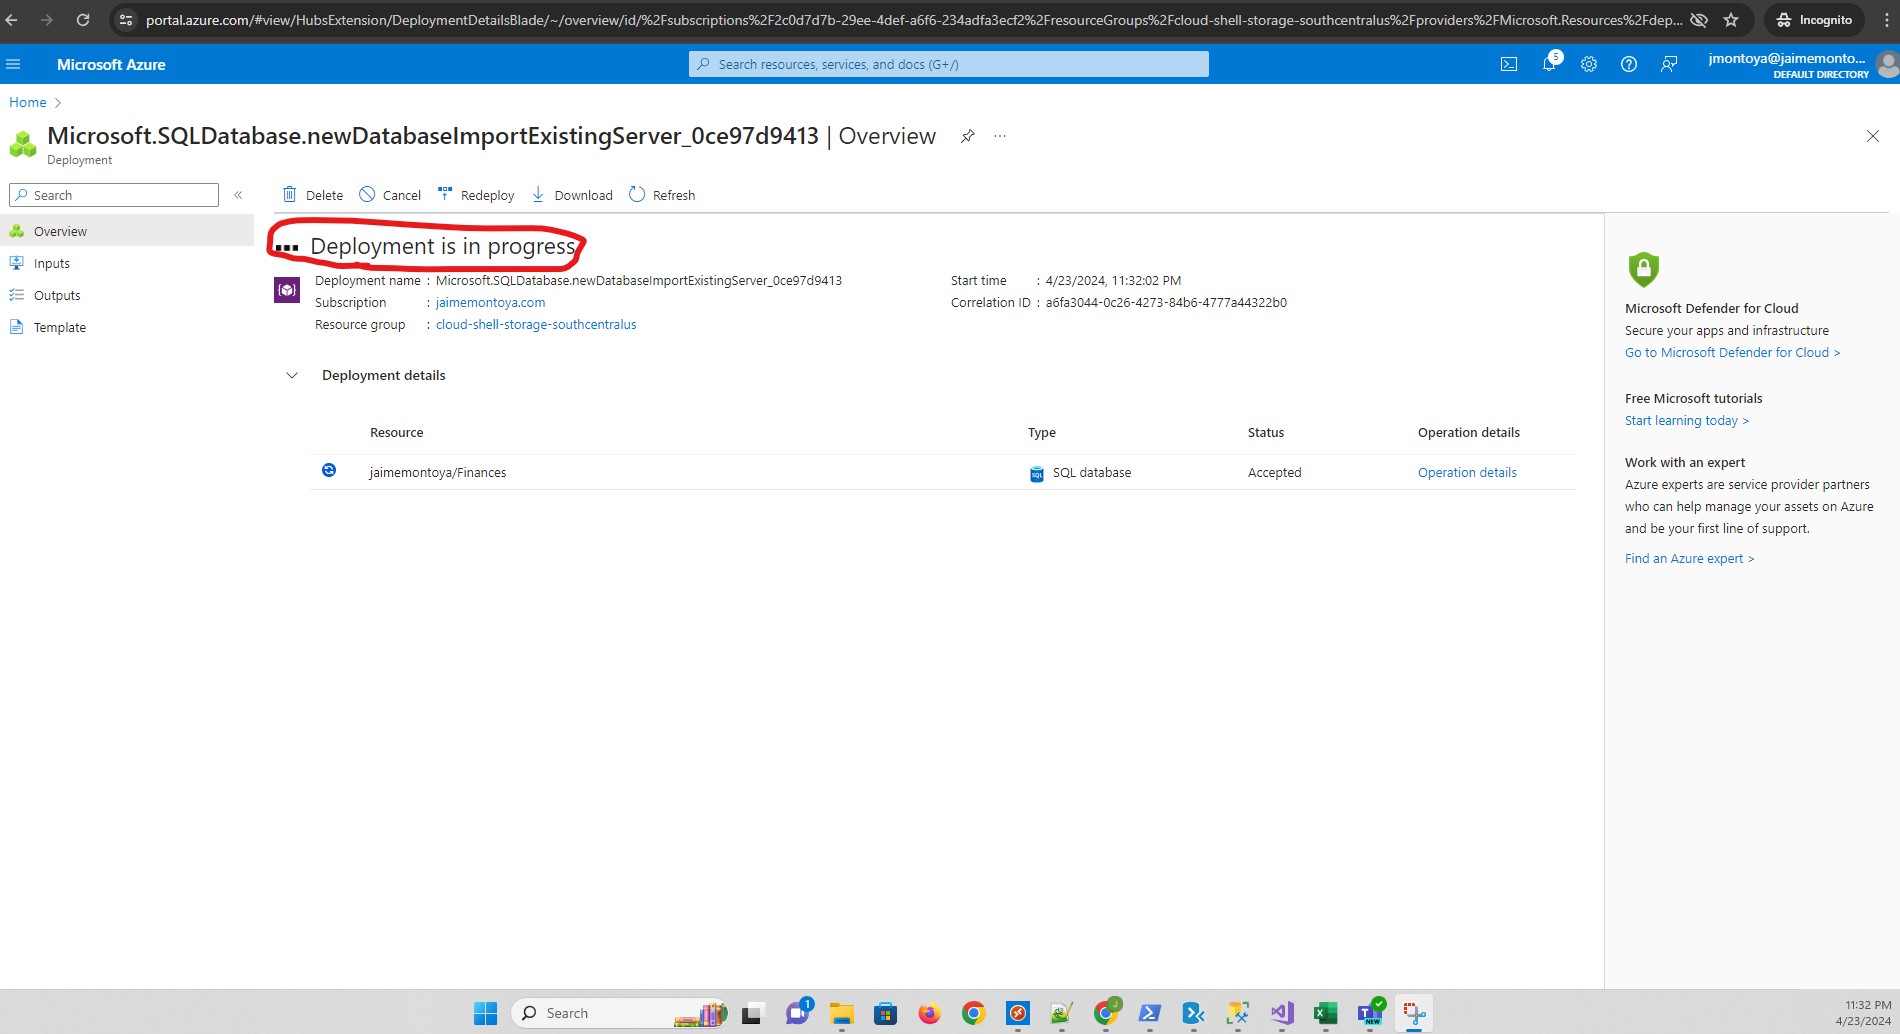 portal.azure.com/#view/HubsExtension/DeploymentDetailsBlade/~/overview/id/%2Fsubscriptions%2F2c0d7d7b-29ee-4def-a6f6-234adfa3ecf2%2FresourceGroups%2Fcloud-shell-storage-southcentralus%2Fproviders%2FMicrosoft.Resources%2Fdep...
Incognito
Microsoft Azure
Search resources, services, and docs (G+/)
5
jmontoya@jaimemonto...
DEFAULT DIRECTORY
Home
Microsoft.SQLDatabase.newDatabaseImportExistingServer_0ce97d9413 | Overview
Deployment
Search
Delete
Cancel
Redeploy
Download
Refresh
Overview
Inputs
Outputs
Template
Deployment is in progress
Deployment name : Microsoft.SQLDatabase.newDatabaseImportExistingServer_0ce97d9413
Subscription : jaimemontoya.com
Resource group : cloud-shell-storage-southcentralus
Start time : 4/23/2024, 11:32:02 PM
Correlation ID : a6fa3044-0c26-4273-84b6-4777a44322b0
Deployment details
Resource Type Status Operation details
jaimemontoya/Finances SQL database Accepted Operation details
Microsoft Defender for Cloud
Secure your apps and infrastructure
Go to Microsoft Defender for Cloud >
Free Microsoft tutorials
Start learning today >
Work with an expert
Azure experts are service provider partners
who can help manage your assets on Azure
and be your first line of support.
Find an Azure expert >
Search
1
J
NEW
11:32 PM
4/23/2024